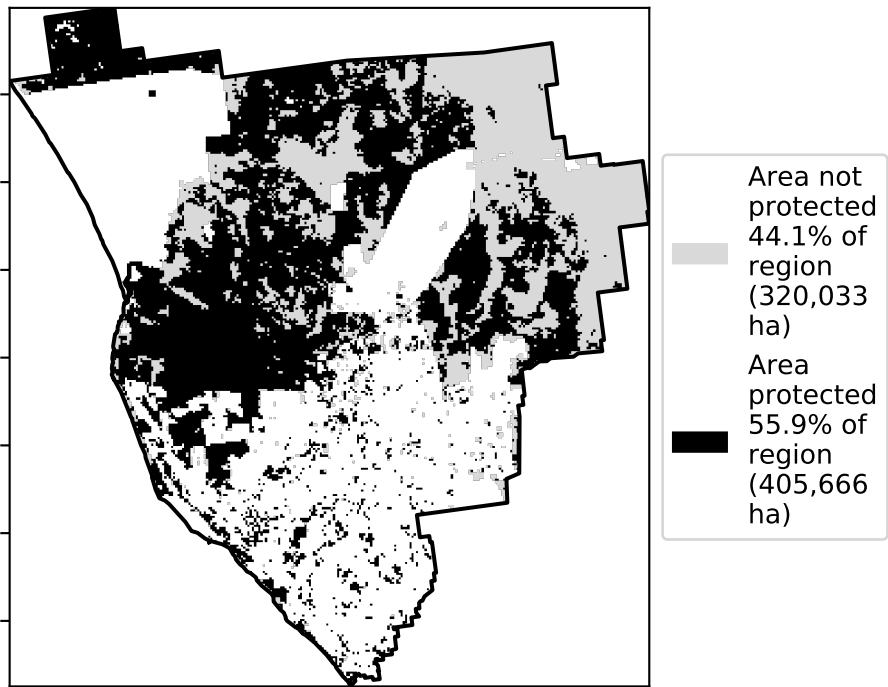 Area not
protected
44.1% of
region
(320,033
ha)
Area
protected
55.9% of
region
(405,666
ha)